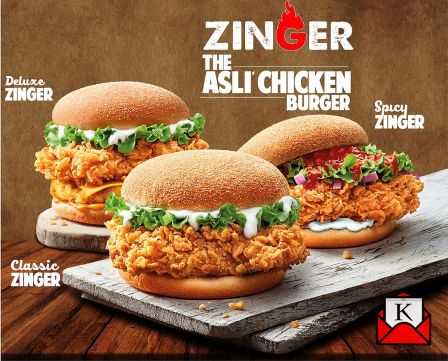 ZINGER
THE
ASLI' CHICKEN
BURGER
Deluxe
ZINGER
Spicy
ZINGER
Classic
ZINGER
K